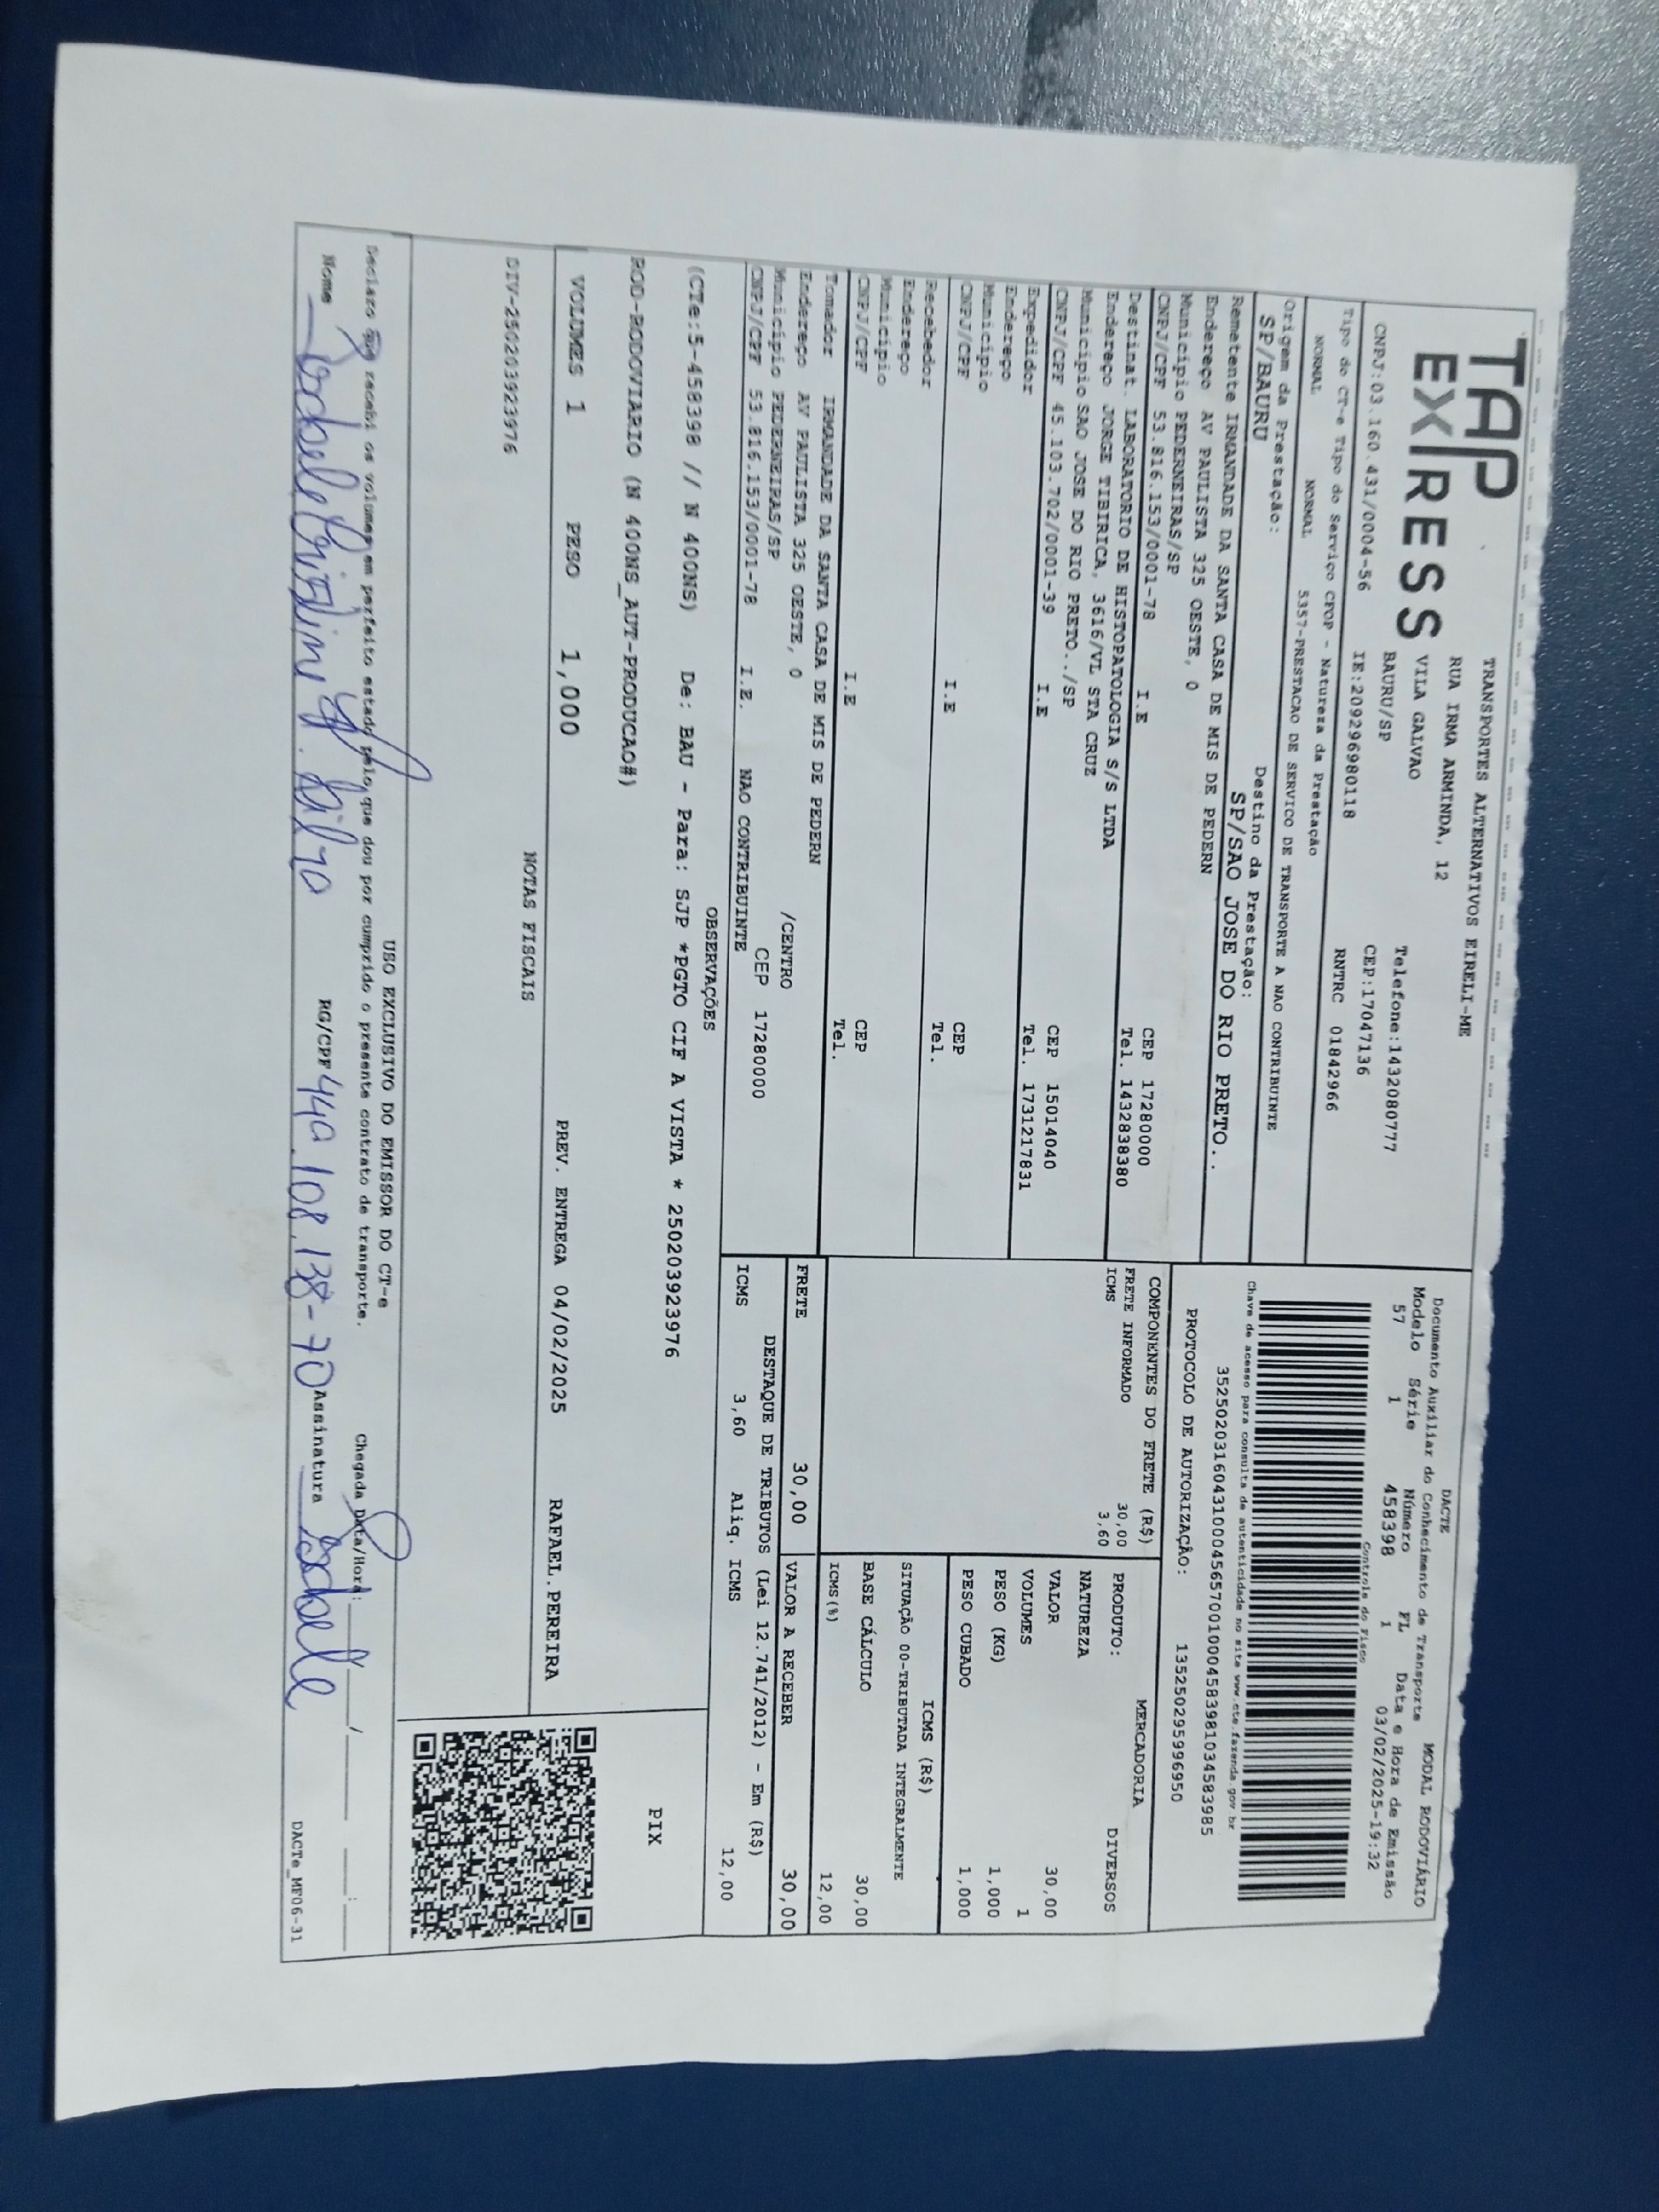 TAP
EXPRESS
TRANSPORTES ALTERNATIVOS EIRELI-ME
RUA IRMA ARMINDA, 12
VILA GALVAO
BAURU/SP
Telefone:1432080777
CEP:17047136
CNPJ:03.160.431/0004-56 IE:209296980118 RNTRC 01842966
DACTE
Documento Auxiliar do Conhecimento de Transporte MODAL RODOVIÁRIO
Modelo Série Número FL Data e Hora de Emissão
57 1 458398 1 03/02/2025-19:32
Controle do Fisco
Chave de acesso para consulta de autenticidade no site www.cte.fazenda.gov.br
35250203160431000456570010004583981034583985
PROTOCOLO DE AUTORIZAÇÃO: 135250295996950
Tipo do CT-e Tipo do Serviço CFOP - Natureza da Prestação
NORMAL NORMAL 5357-PRESTACAO DE SERVICO DE TRANSPORTE A NAO CONTRIBUINTE
Origem da Prestação: Destino da Prestação:
SP/BAURU SP/SAO JOSE DO RIO PRETO..
Remetente IRMANDADE DA SANTA CASA DE MIS DE PEDERN
Endereço AV PAULISTA 325 OESTE, 0
Município PEDERNEIRAS/SP CEP 17280000
CNPJ/CPF 53.816.153/0001-78 I.E Tel. 1432838380
Destinat. LABORATORIO DE HISTOPATOLOGIA S/S LTDA
Endereço JORGE TIBIRICA, 3616/VL STA CRUZ
Município SAO JOSE DO RIO PRETO../SP CEP 15014040
CNPJ/CPF 45.103.702/0001-39 I.E Tel. 1731217831
Expedidor
Endereço
Município CEP
CNPJ/CPF I.E Tel.
Recebedor
Endereço
Município CEP
CNPJ/CPF I.E Tel.
Tomador IRMANDADE DA SANTA CASA DE MIS DE PEDERN
Endereço AV PAULISTA 325 OESTE, 0 /CENTRO
Município PEDERNEIRAS/SP CEP 17280000
CNPJ/CPF 53.816.153/0001-78 I.E. NAO CONTRIBUINTE
COMPONENTES DO FRETE (R$)
FRETE INFORMADO 30,00
ICMS 3,60
MERCADORIA
PRODUTO: DIVERSOS
NATUREZA
VALOR 30,00
VOLUMES 1
PESO (KG) 1,000
PESO CUBADO 1,000
ICMS (R$)
SITUAÇÃO 00-TRIBUTADA INTEGRALMENTE
BASE CÁLCULO 30,00
ICMS(%) 12,00
FRETE 30,00 VALOR A RECEBER 30,00
DESTAQUE DE TRIBUTOS (Lei 12.741/2012) - Em (R$)
ICMS 3,60 Aliq. ICMS 12,00
OBSERVAÇÕES
(CTe:5-458398 // N 400NS) De: BAU - Para: SJP *PGTO CIF A VISTA * 250203923976
ROD-RODOVIARIO (N 400NS_AUT-PRODUCAO#)
PIX
VOLUMES 1 PESO 1,000 PREV. ENTREGA 04/02/2025 RAFAEL.PEREIRA
NOTAS FISCAIS
DIV-250203923976
USO EXCLUSIVO DO EMISSOR DO CT-e
Declaro que recebi os volumes em perfeito estado pelo que dou por cumprido o presente contrato de transporte. Chegada Data/Hora: / / :
Nome RG/CPF 440.108.138-70 Assinatura
DACTe_MF06-31